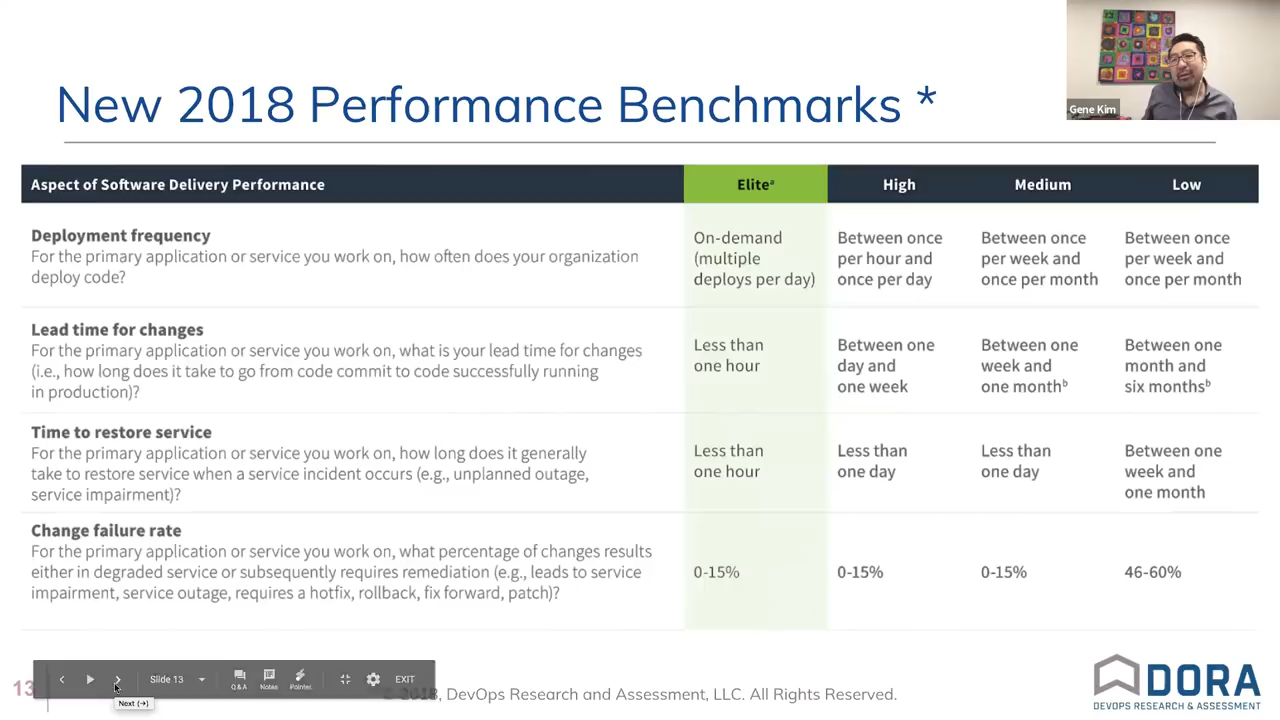 Gene Kim
New 2018 Performance Benchmarks *
Aspect of Software Delivery Performance
Eliteᵃ
High
Medium
Low
Deployment frequency
For the primary application or service you work on, how often does your organization
deploy code?
On-demand
(multiple
deploys per day)
Between once
per hour and
once per day
Between once
per week and
once per month
Between once
per week and
once per month
Lead time for changes
For the primary application or service you work on, what is your lead time for changes
(i.e., how long does it take to go from code commit to code successfully running
in production)?
Less than
one hour
Between one
day and
one week
Between one
week and
one monthᵇ
Between one
month and
six monthsᵇ
Time to restore service
For the primary application or service you work on, how long does it generally
take to restore service when a service incident occurs (e.g., unplanned outage,
service impairment)?
Less than
one hour
Less than
one day
Less than
one day
Between one
week and
one month
Change failure rate
For the primary application or service you work on, what percentage of changes results
either in degraded service or subsequently requires remediation (e.g., leads to service
impairment, service outage, requires a hotfix, rollback, fix forward, patch)?
0-15%
0-15%
0-15%
46-60%
13
Slide 13
Q&A
Notes
Pointer
EXIT
Next (→)
, DevOps Research and Assessment, LLC. All Rights Reserved.
DORA
DEVOPS RESEARCH & ASSESSMENT